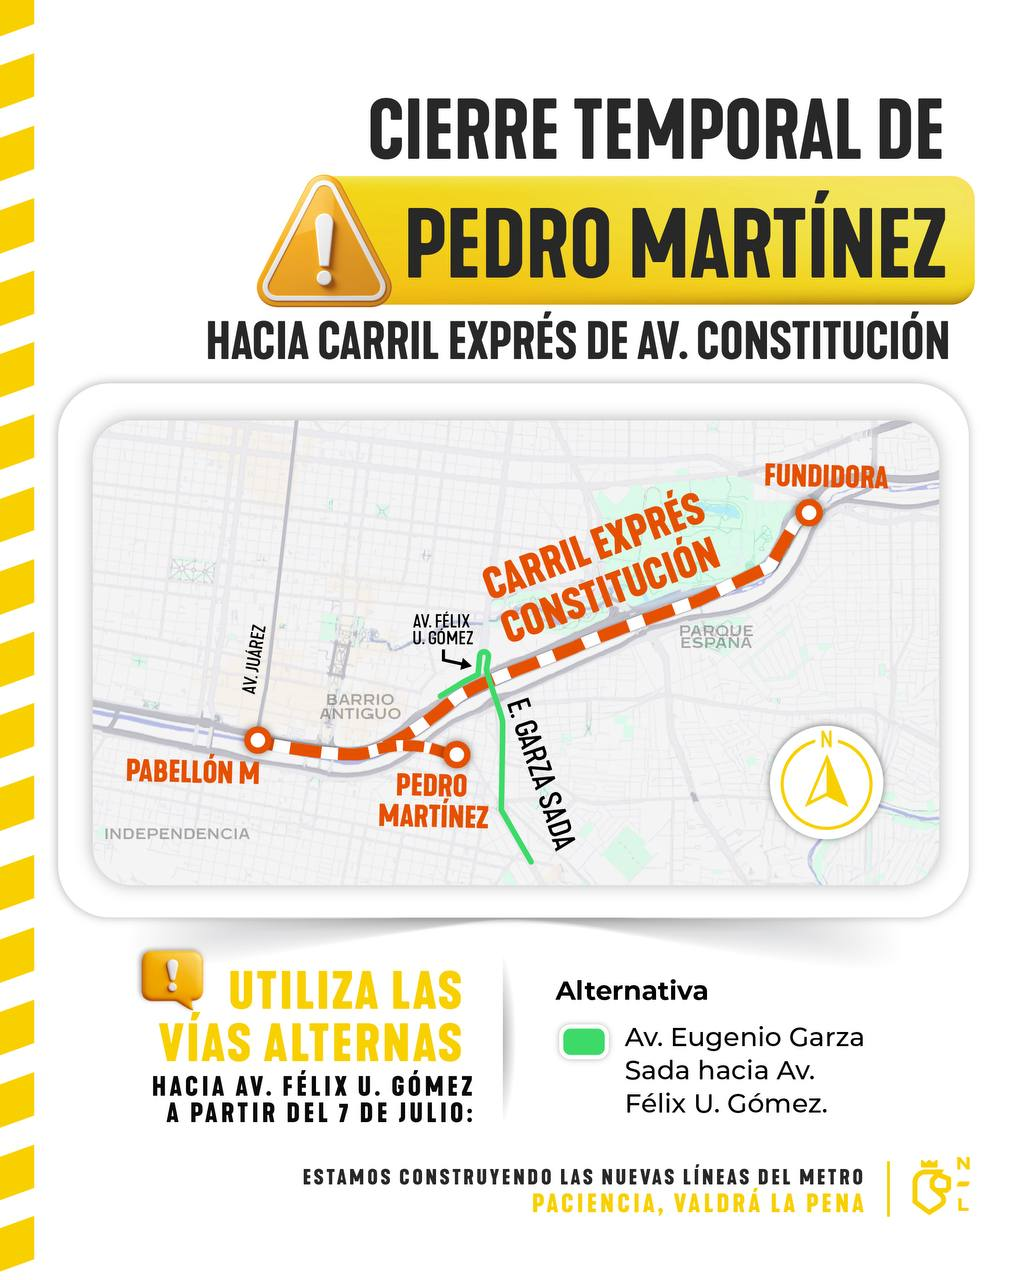 CIERRE TEMPORAL DE
PEDRO MARTÍNEZ
HACIA CARRIL EXPRÉS DE AV. CONSTITUCIÓN
FUNDIDORA
CARRIL EXPRÉS
CONSTITUCIÓN
AV. FÉLIX
U. GÓMEZ
PARQUE
ESPAÑA
AV. JUÁREZ
BARRIO
ANTIGUO
E. GARZA SADA
N
PABELLÓN M
PEDRO
MARTÍNEZ
INDEPENDENCIA
UTILIZA LAS
VÍAS ALTERNAS
HACIA AV. FÉLIX U. GÓMEZ
A PARTIR DEL 7 DE JULIO:
Alternativa
Av. Eugenio Garza
Sada hacia Av.
Félix U. Gómez.
ESTAMOS CONSTRUYENDO LAS NUEVAS LÍNEAS DEL METRO
PACIENCIA, VALDRÁ LA PENA
N
L